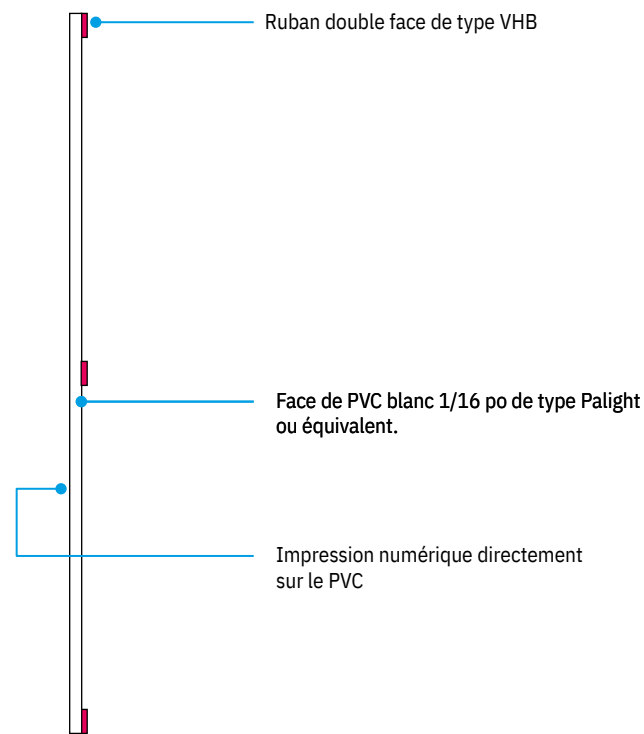 Ruban double face de type VHB
Face de PVC blanc 1/16 po de type Palight
ou équivalent.
Impression numérique directement
sur le PVC